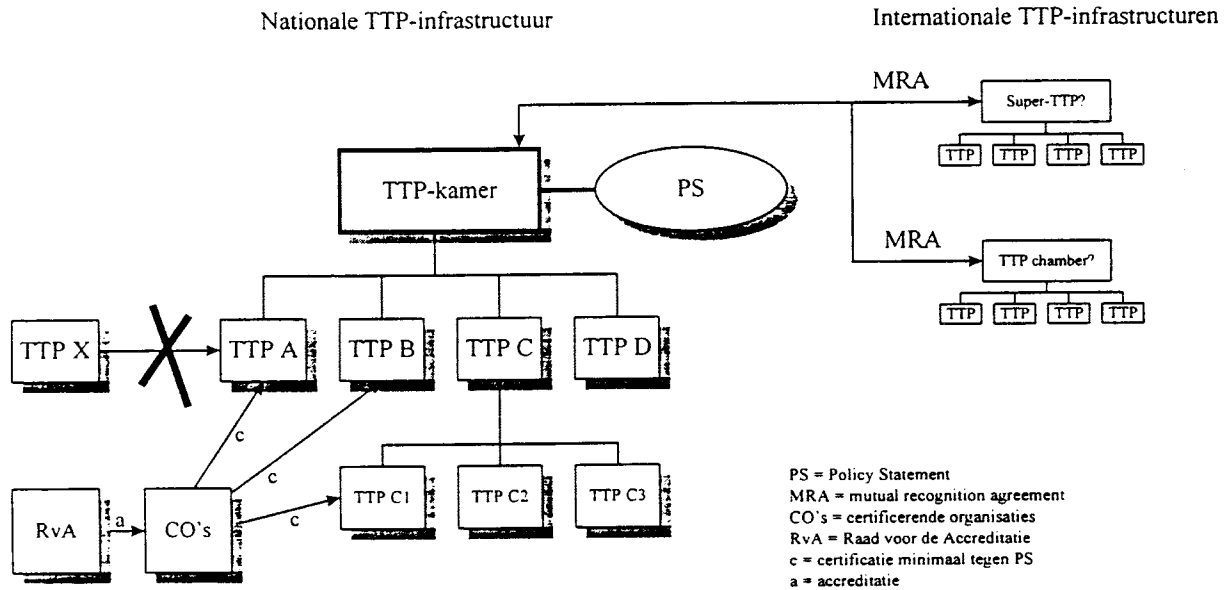 Nationale TTP-infrastructuur
Internationale TTP-infrastructuren
MRA
Super-TTP?
TTP TTP TTP TTP
TTP-kamer
PS
MRA
TTP chamber?
TTP TTP TTP TTP
TTP X
TTP A
TTP B
TTP C
TTP D
c
c
c
TTP C1
TTP C2
TTP C3
RvA
a
CO's
PS = Policy Statement
MRA = mutual recognition agreement
CO's = certificerende organisaties
RvA = Raad voor de Accreditatie
c = certificatie minimaal tegen PS
a = accreditatie